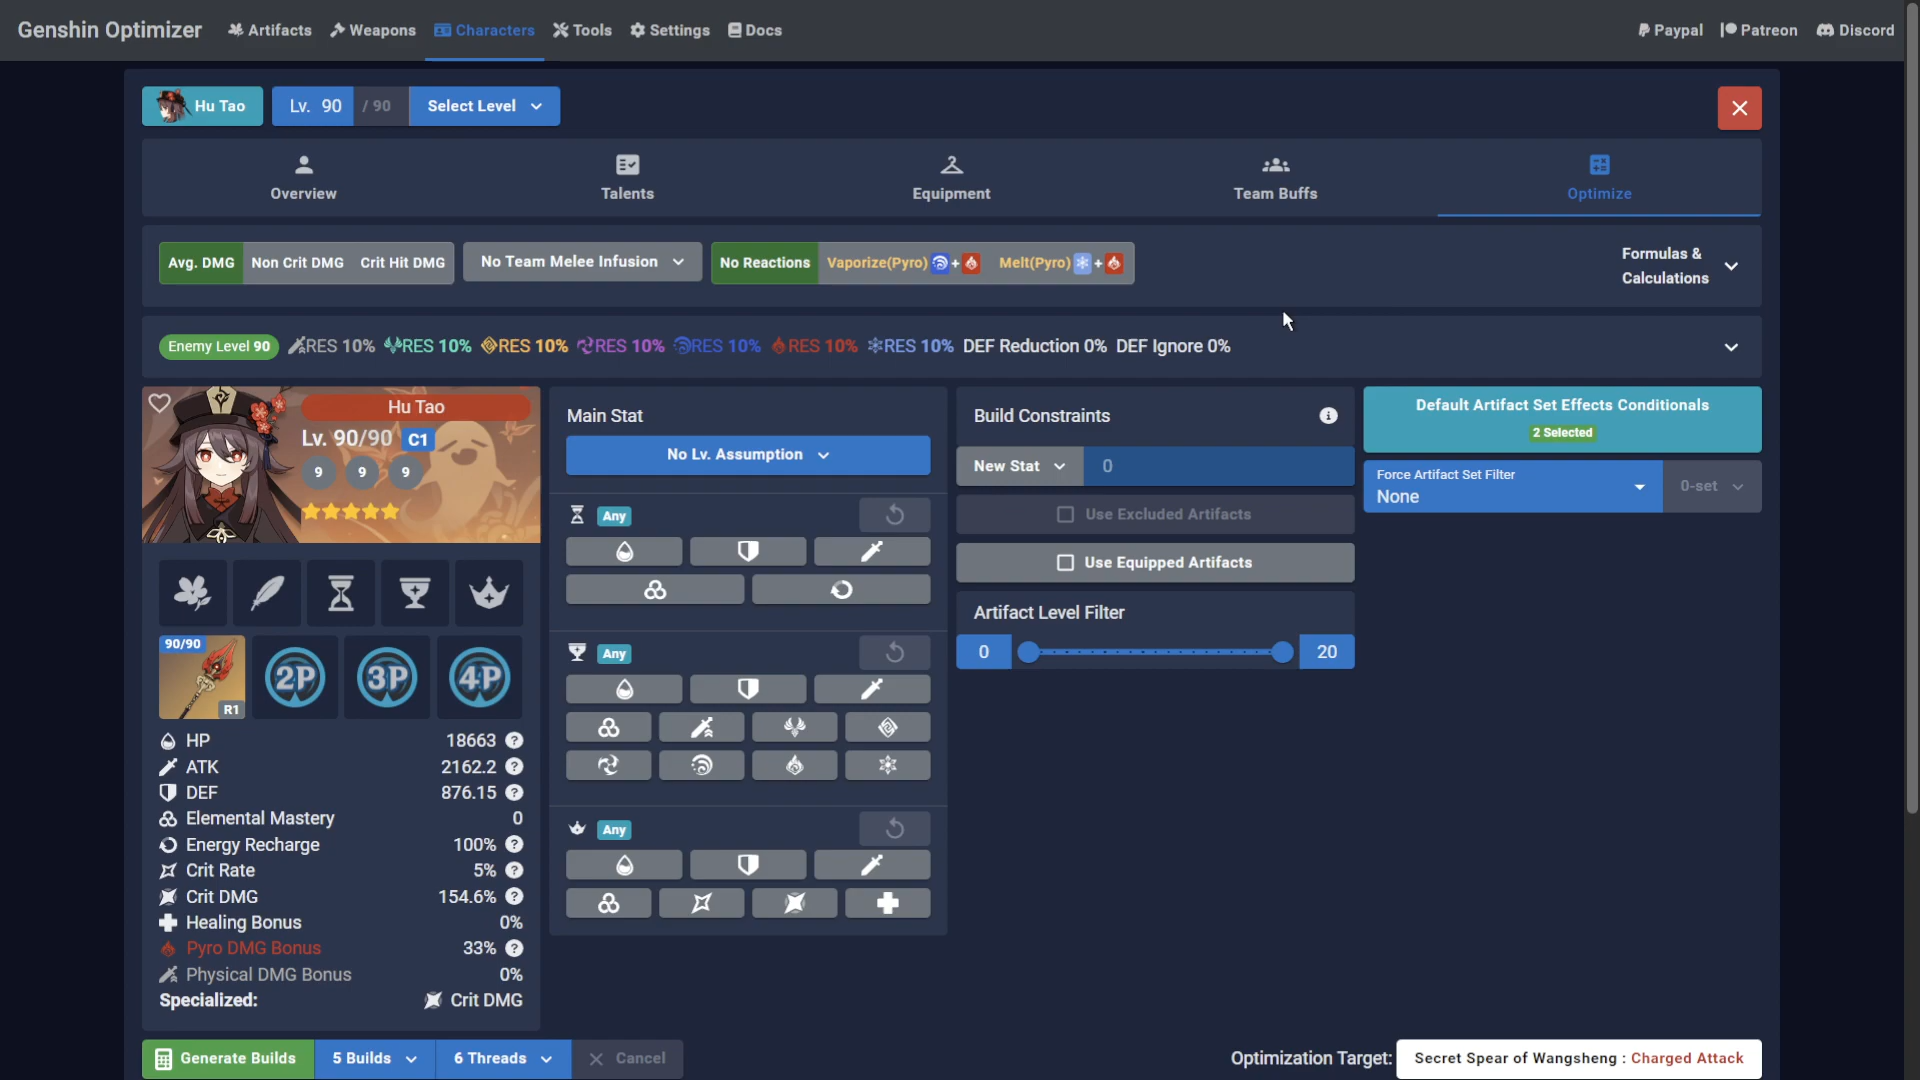 Genshin Optimizer Artifacts Weapons Characters Tools Settings Docs Paypal Patreon Discord
Hu Tao Lv. 90 / 90 Select Level
Overview Talents Equipment Team Buffs Optimize
Avg. DMG Non Crit DMG Crit Hit DMG No Team Melee Infusion No Reactions Vaporize(Pyro) + Melt(Pyro) + Formulas &
Calculations
Enemy Level 90 RES 10% RES 10% RES 10% RES 10% RES 10% RES 10% RES 10% DEF Reduction 0% DEF Ignore 0%
Hu Tao
Lv. 90/90 C1
9 9 9
90/90
R1
2P 3P 4P
HP 18663
ATK 2162.2
DEF 876.15
Elemental Mastery 0
Energy Recharge 100%
Crit Rate 5%
Crit DMG 154.6%
Healing Bonus 0%
Pyro DMG Bonus 33%
Physical DMG Bonus 0%
Specialized: Crit DMG
Main Stat
No Lv. Assumption
Any
Any
Any
Build Constraints
New Stat 0
Use Excluded Artifacts
Use Equipped Artifacts
Artifact Level Filter
0 20
Default Artifact Set Effects Conditionals
2 Selected
Force Artifact Set Filter
None 0-set
Generate Builds 5 Builds 6 Threads Cancel Optimization Target: Secret Spear of Wangsheng : Charged Attack